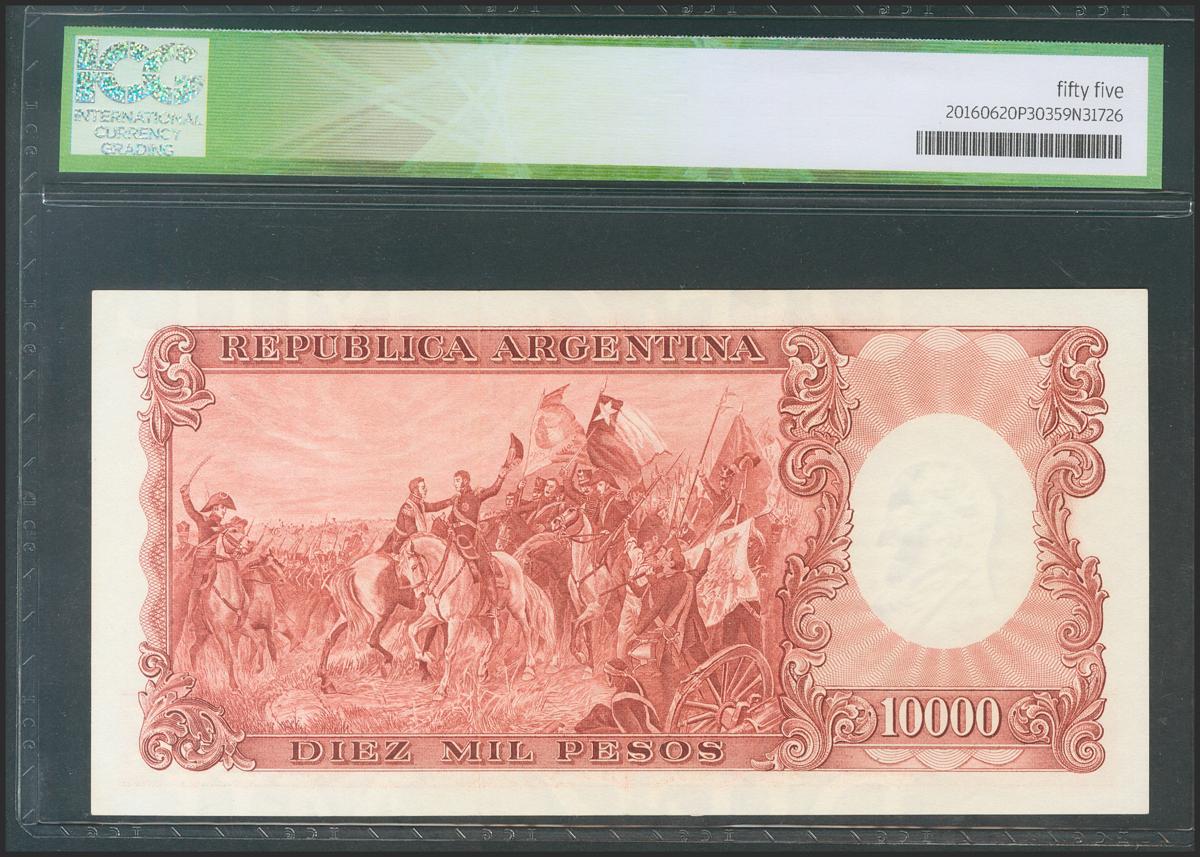 ICG
INTERNATIONAL
CURRENCY
GRADING
fifty five
20160620P30359N31726
REPUBLICA ARGENTINA
10000
DIEZ MIL PESOS